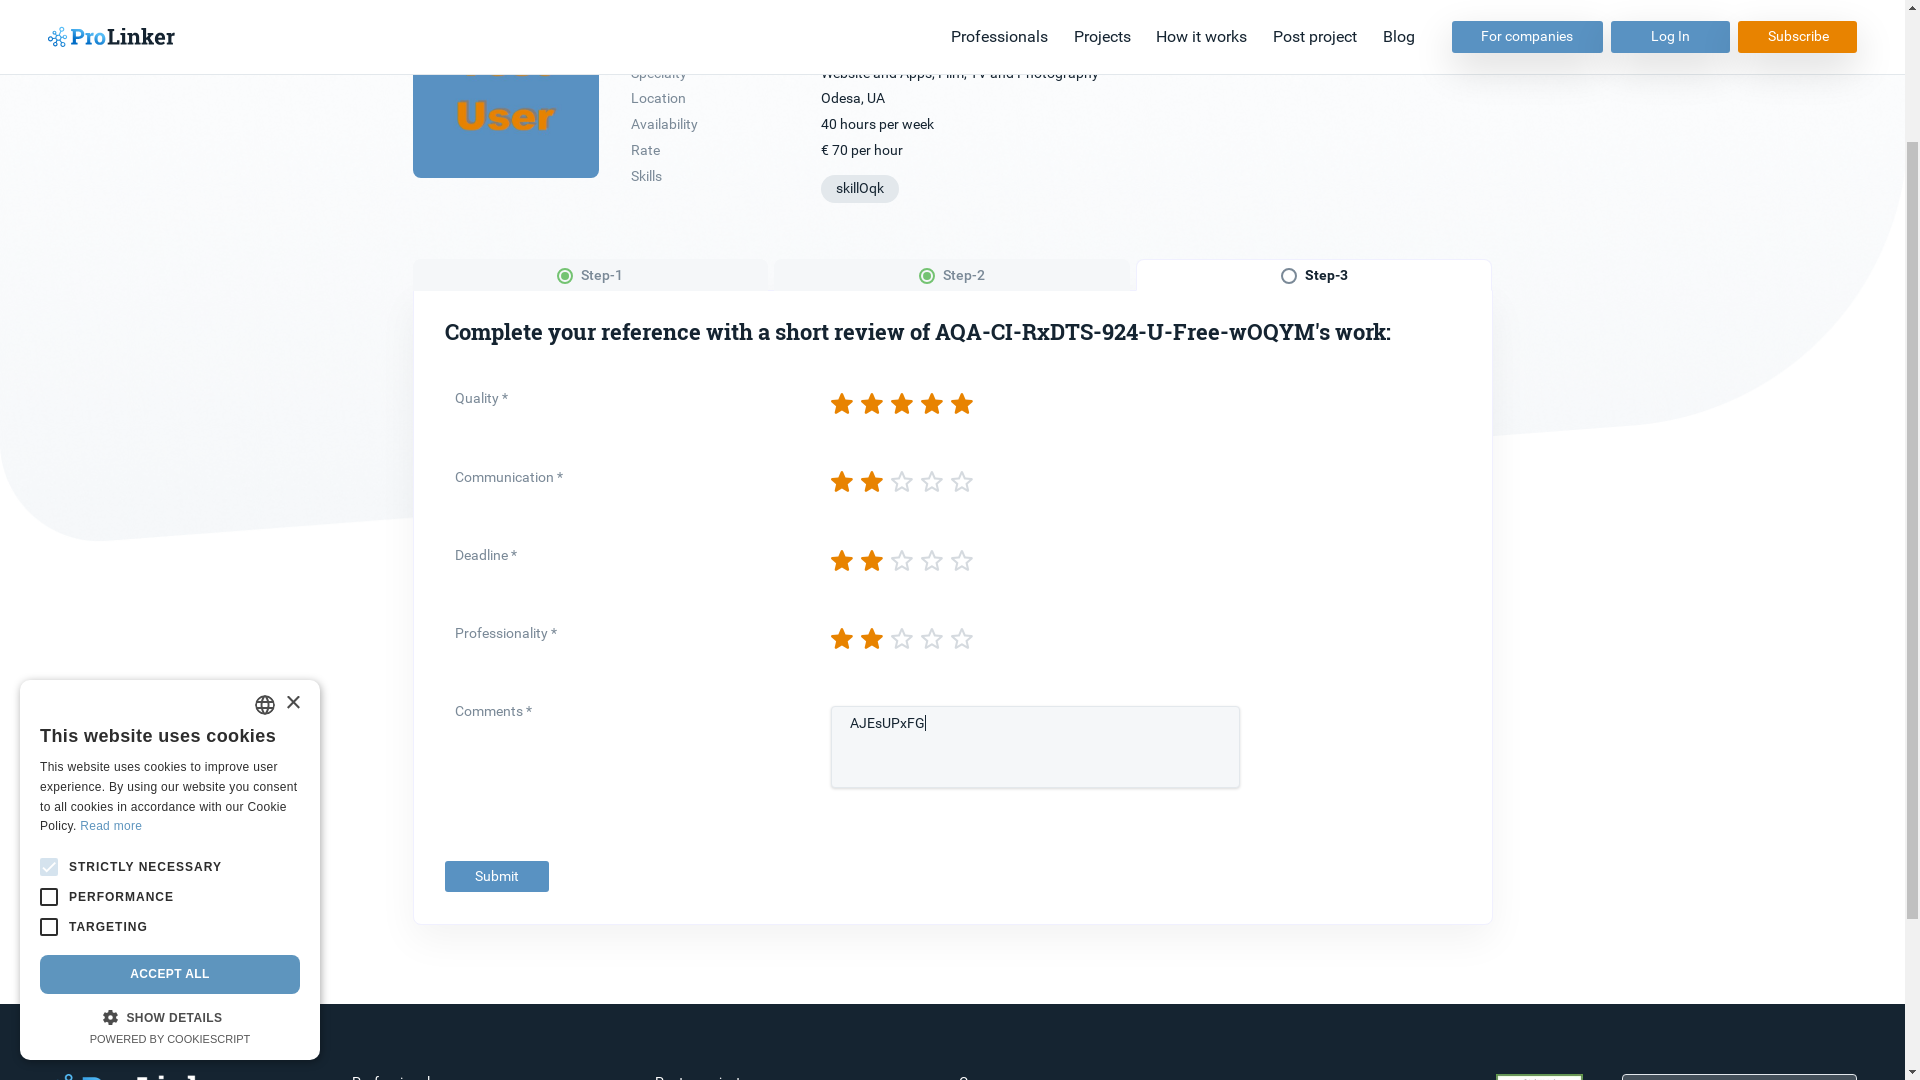 ProLinker
Professionals
Projects
How it works
Post project
Blog
For companies
Log In
Subscribe
User
Specialty
Website and Apps, Film, TV and Photography
Location
Odesa, UA
Availability
40 hours per week
Rate
€ 70 per hour
Skills
skillOqk
Step-1
Step-2
Step-3
Complete your reference with a short review of AQA-CI-RxDTS-924-U-Free-wOQYM's work:
Quality *
Communication *
Deadline *
Professionality *
Comments *
AJEsUPxFG
Submit
This website uses cookies
This website uses cookies to improve user
experience. By using our website you consent
to all cookies in accordance with our Cookie
Policy. Read more
STRICTLY NECESSARY
PERFORMANCE
TARGETING
ACCEPT ALL
SHOW DETAILS
POWERED BY COOKIESCRIPT